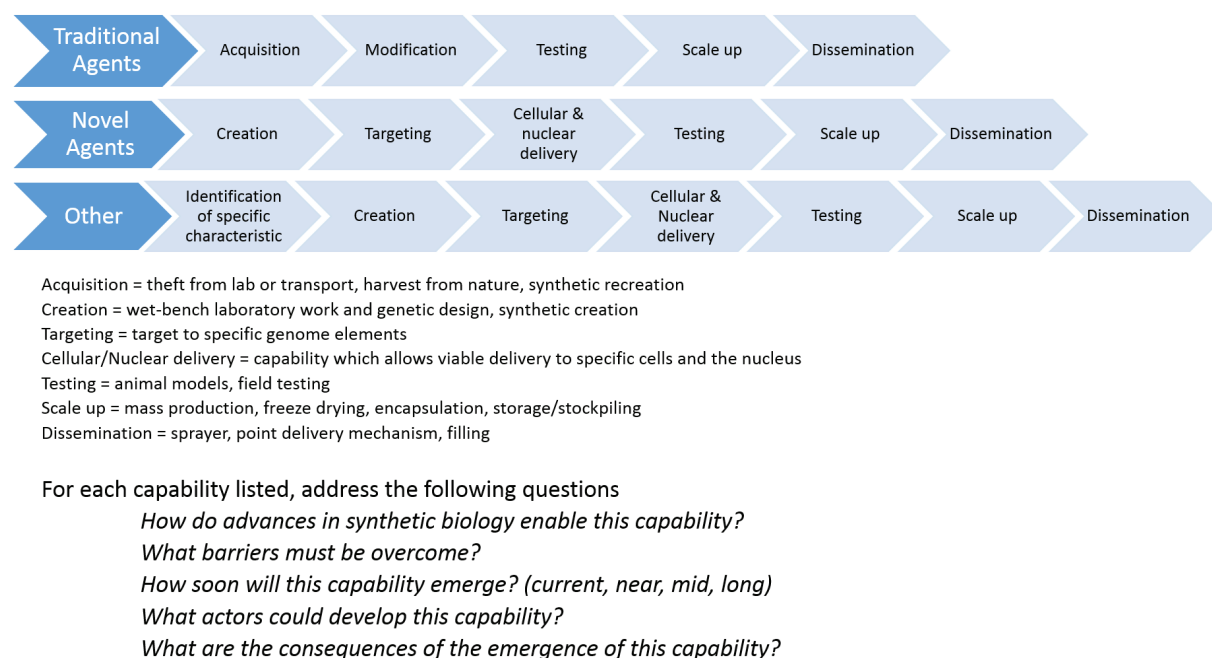 Traditional
Agents
Acquisition
Modification
Testing
Scale up
Dissemination
Novel
Agents
Creation
Targeting
Cellular &
nuclear
delivery
Testing
Scale up
Dissemination
Other
Identification
of specific
characteristic
Creation
Targeting
Cellular &
Nuclear
delivery
Testing
Scale up
Dissemination
Acquisition = theft from lab or transport, harvest from nature, synthetic recreation
Creation = wet-bench laboratory work and genetic design, synthetic creation
Targeting = target to specific genome elements
Cellular/Nuclear delivery = capability which allows viable delivery to specific cells and the nucleus
Testing = animal models, field testing
Scale up = mass production, freeze drying, encapsulation, storage/stockpiling
Dissemination = sprayer, point delivery mechanism, filling
For each capability listed, address the following questions
How do advances in synthetic biology enable this capability?
What barriers must be overcome?
How soon will this capability emerge? (current, near, mid, long)
What actors could develop this capability?
What are the consequences of the emergence of this capability?